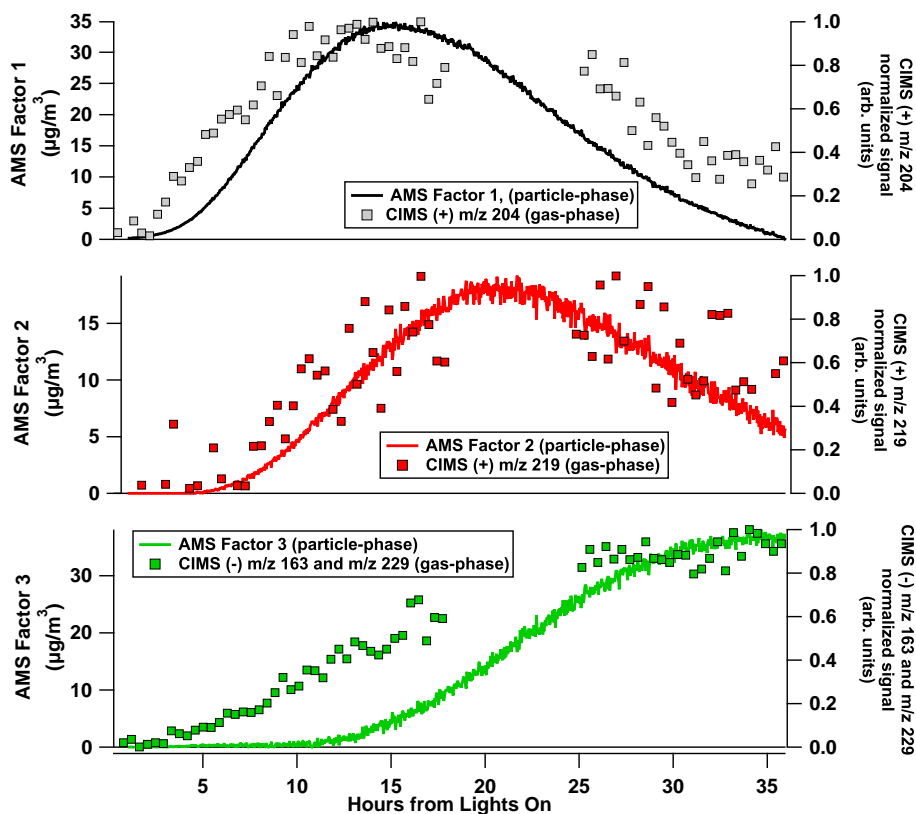 35
30
25
20
15
10
5
0
AMS Factor 1
(µg/m³)
1.0
0.8
0.6
0.4
0.2
0.0
CIMS (+) m/z 204
normalized signal
(arb. units)
AMS Factor 1, (particle-phase)
CIMS (+) m/z 204 (gas-phase)
15
10
5
0
AMS Factor 2
(µg/m³)
1.0
0.8
0.6
0.4
0.2
0.0
CIMS (+) m/z 219
normalized signal
(arb. units)
AMS Factor 2 (particle-phase)
CIMS (+) m/z 219 (gas-phase)
30
20
10
0
AMS Factor 3
(µg/m³)
1.0
0.8
0.6
0.4
0.2
0.0
CIMS (-) m/z 163 and m/z 229
normalized signal
(arb. units)
AMS Factor 3 (particle-phase)
CIMS (-) m/z 163 and m/z 229 (gas-phase)
5 10 15 20 25 30 35
Hours from Lights On